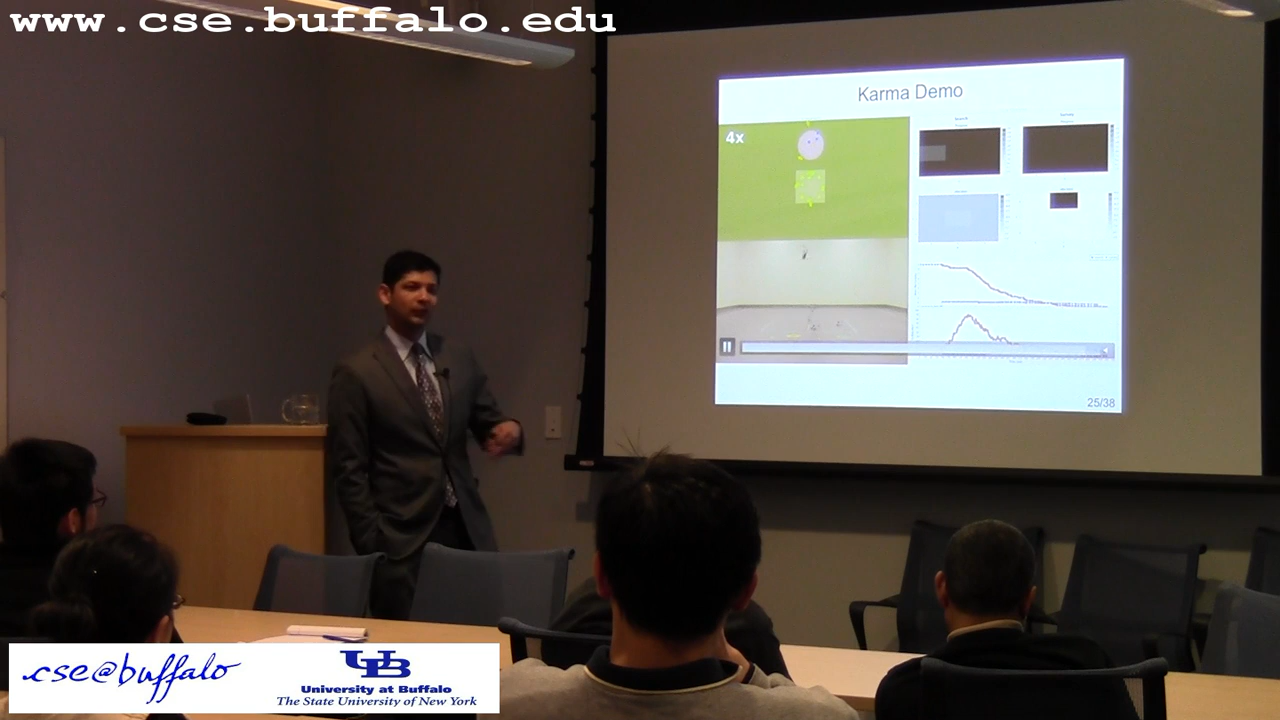 www.cse.buffalo.edu
Karma Demo
4x
25/38
cse@buffalo
UB
University at Buffalo
The State University of New York